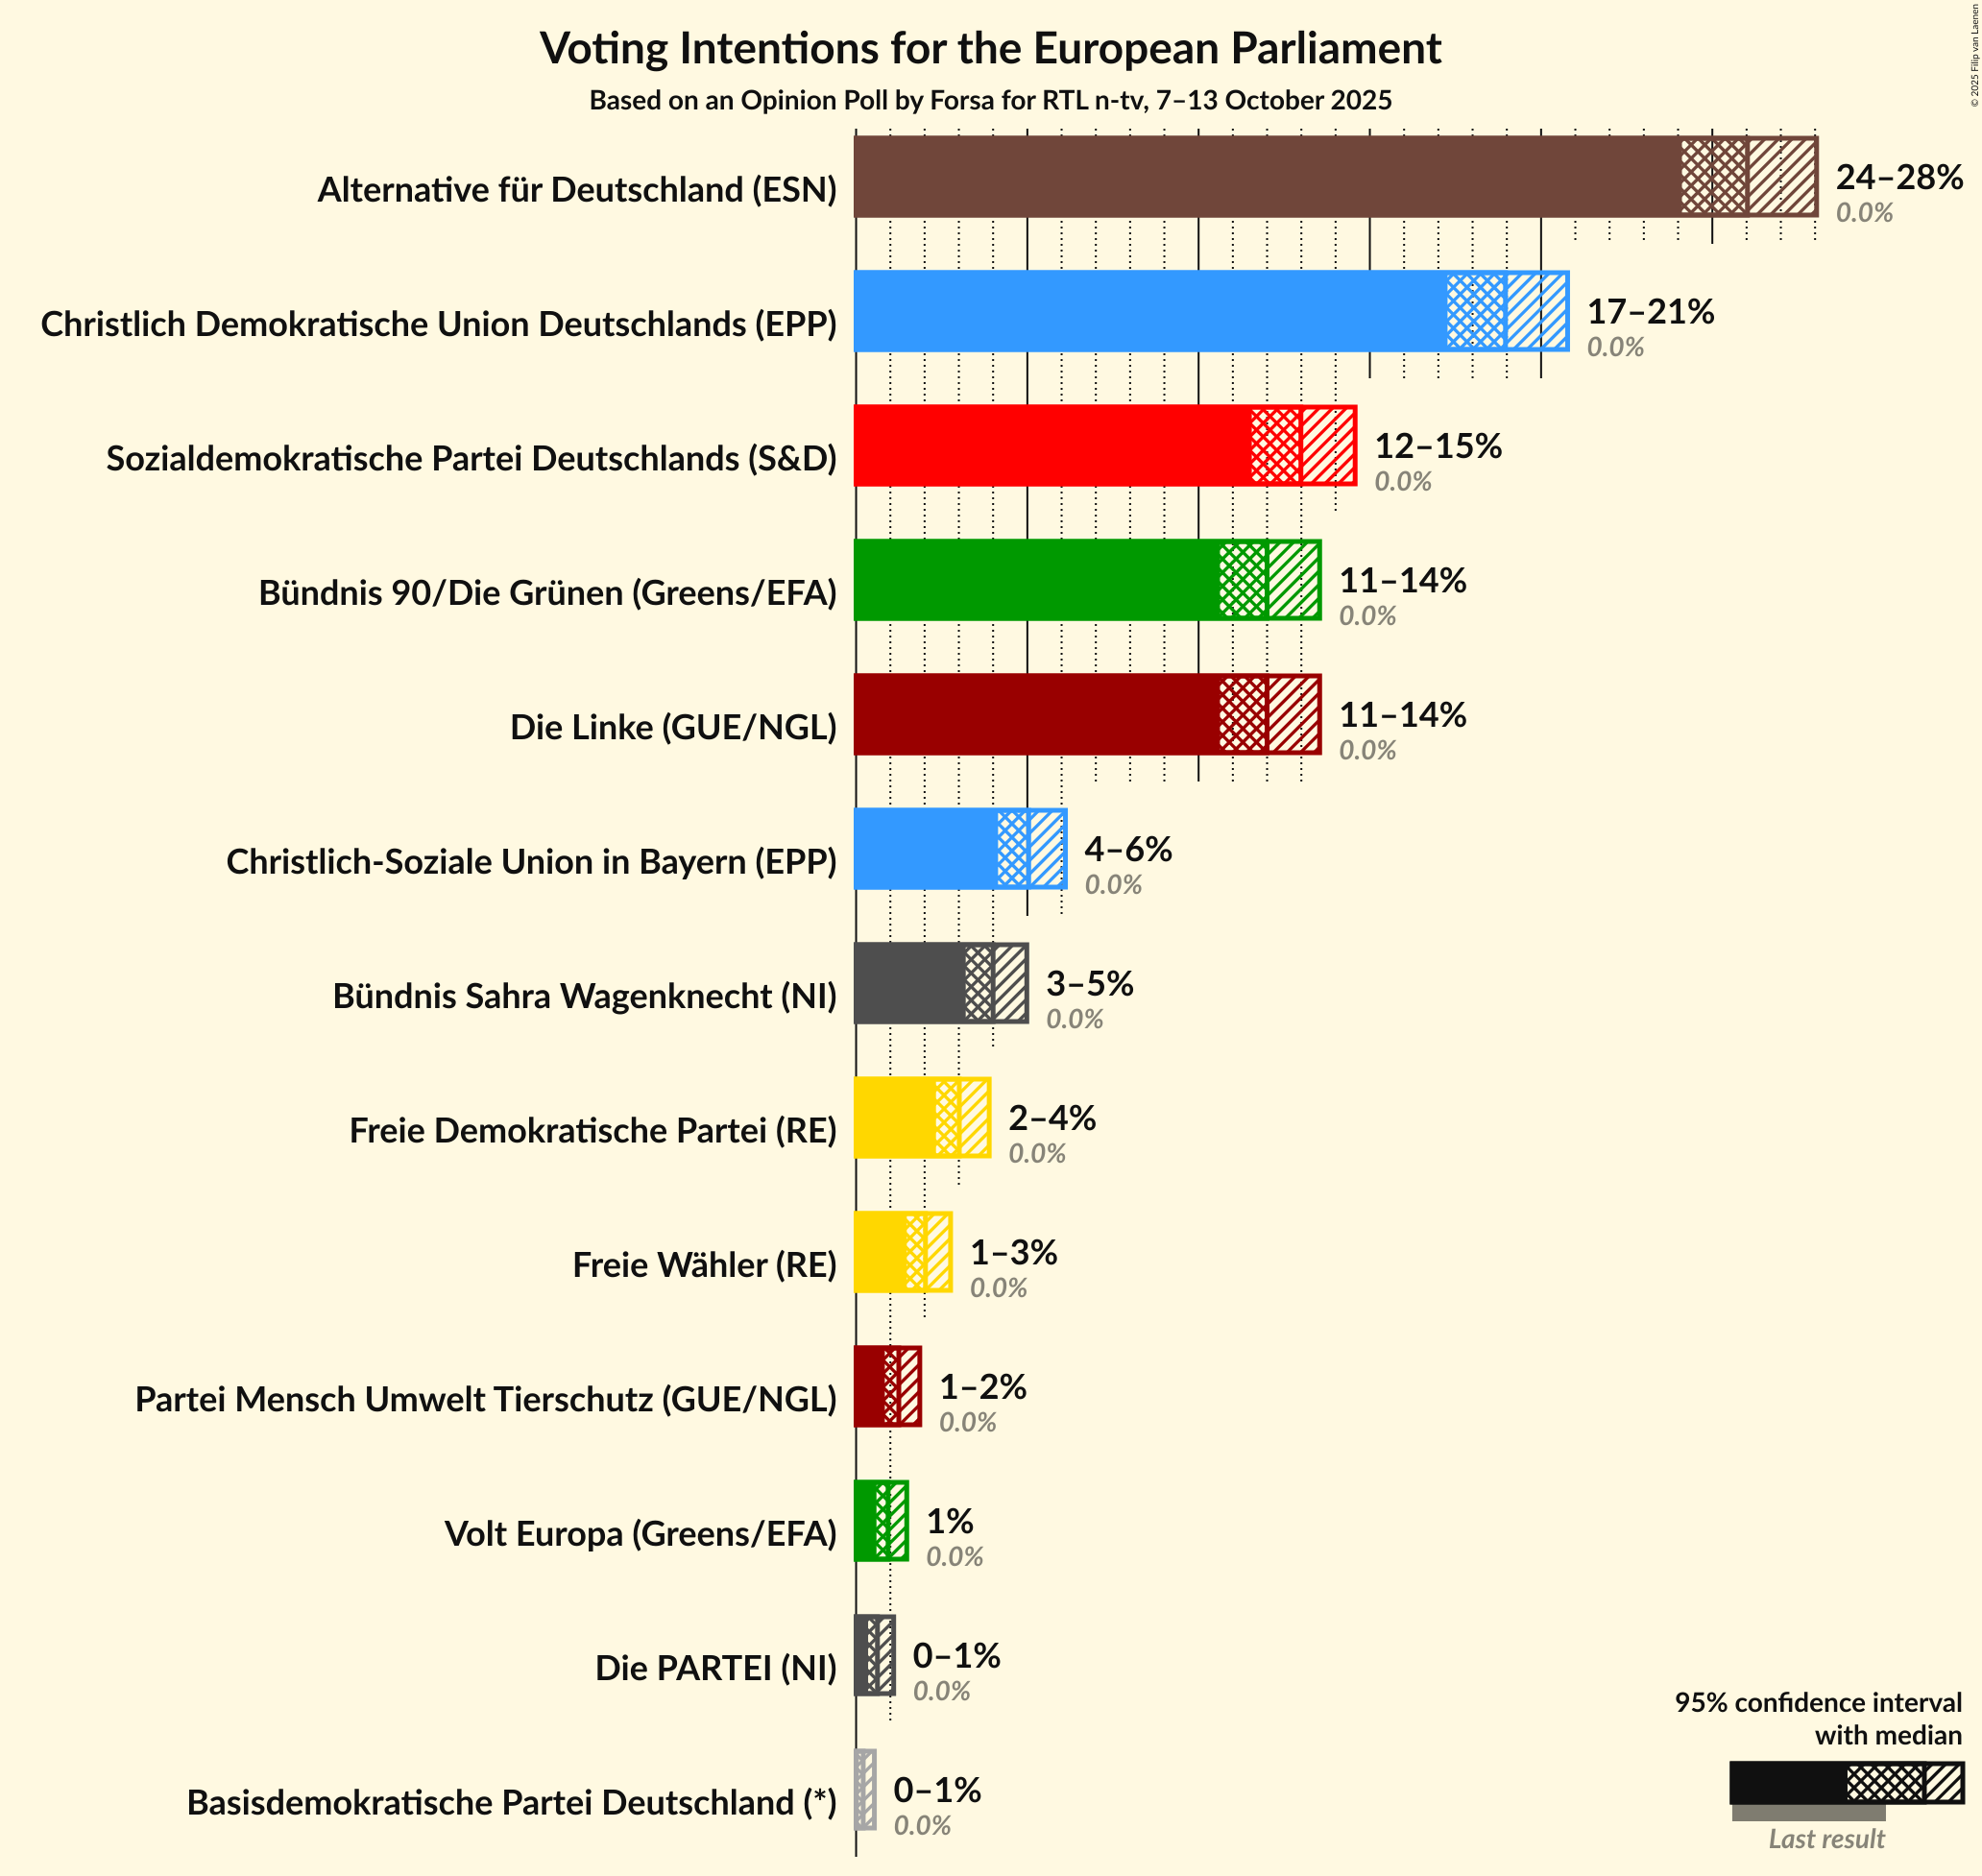 Voting Intentions for the European Parliament
Based on an Opinion Poll by Forsa for RTL n-tv, 7–13 October 2025
© 2025 Filip van Laenen
Alternative für Deutschland (ESN)
24–28%
0.0%
Christlich Demokratische Union Deutschlands (EPP)
17–21%
0.0%
Sozialdemokratische Partei Deutschlands (S&D)
12–15%
0.0%
Bündnis 90/Die Grünen (Greens/EFA)
11–14%
0.0%
Die Linke (GUE/NGL)
11–14%
0.0%
Christlich-Soziale Union in Bayern (EPP)
4–6%
0.0%
Bündnis Sahra Wagenknecht (NI)
3–5%
0.0%
Freie Demokratische Partei (RE)
2–4%
0.0%
Freie Wähler (RE)
1–3%
0.0%
Partei Mensch Umwelt Tierschutz (GUE/NGL)
1–2%
0.0%
Volt Europa (Greens/EFA)
1%
0.0%
Die PARTEI (NI)
0–1%
0.0%
Basisdemokratische Partei Deutschland (*)
0–1%
0.0%
95% confidence interval
with median
Last result